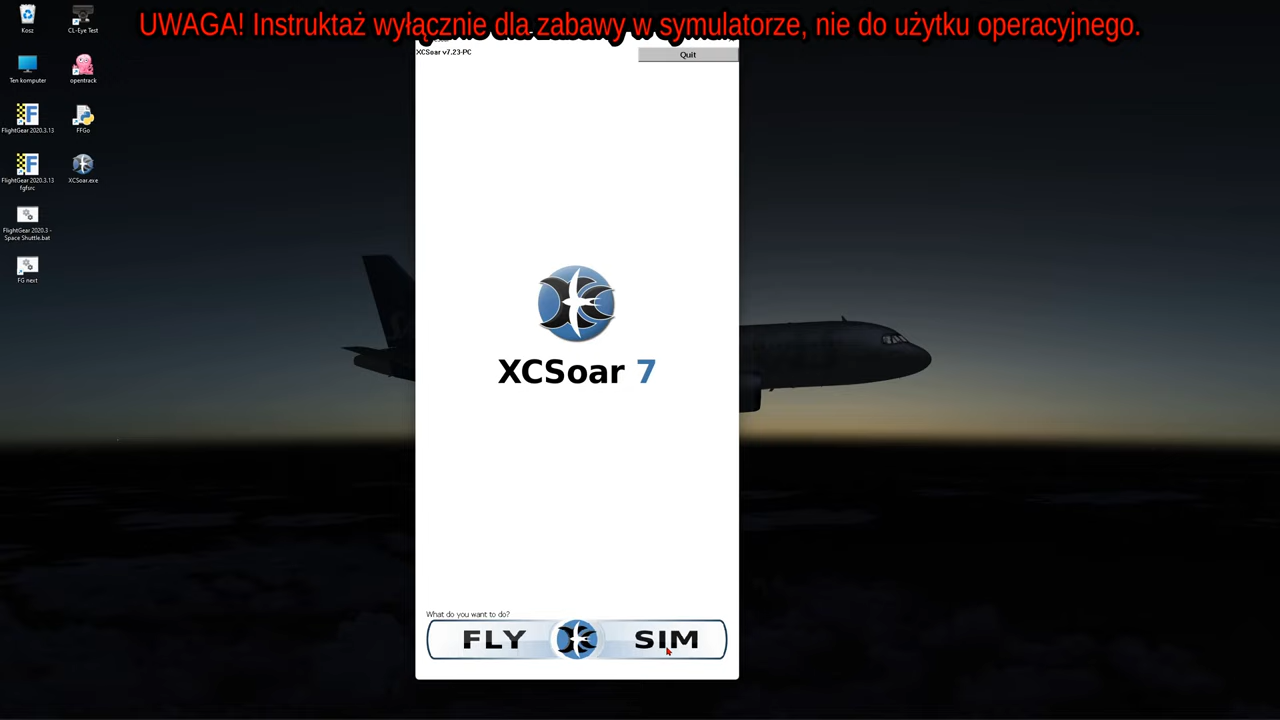 UWAGA! Instruktaż wyłącznie dla zabawy w symulatorze, nie do użytku operacyjnego.
Kosz
CL-Eye Test
XCSoar v7.23-PC
Quit
Ten komputer
opentrack
FlightGear 2020.3.13
FFGo
FlightGear 2020.3.13
fgfsrc
XCSoar.exe
FlightGear 2020.3 -
Space Shuttle.bat
FG next
XCSoar 7
What do you want to do?
FLY SIM